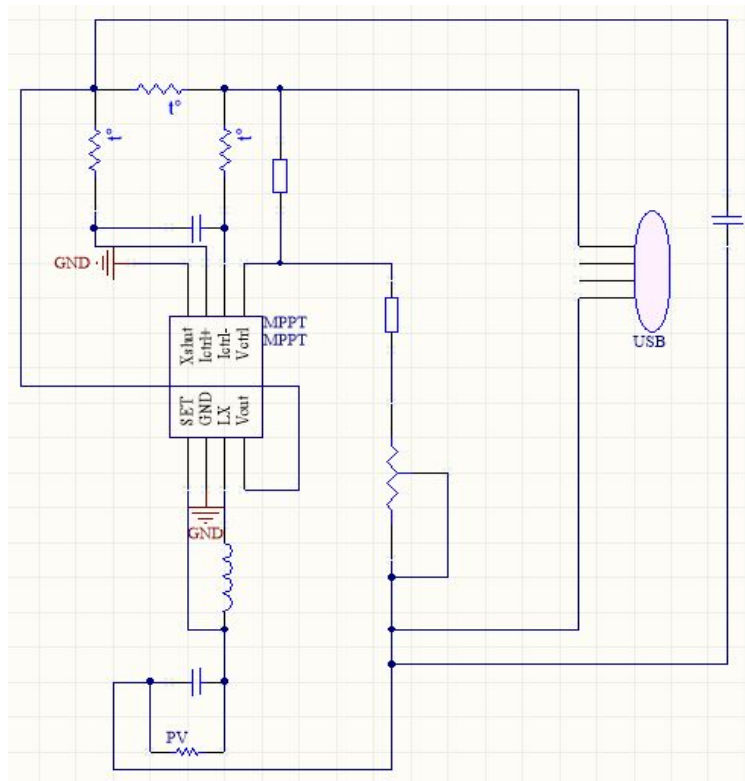 t°
t°
t°
GND
MPPT
MPPT
Xshut
Ictrl+
Ictrl-
Vctrl
USB
SET
GND
LX
Vout
GND
PV